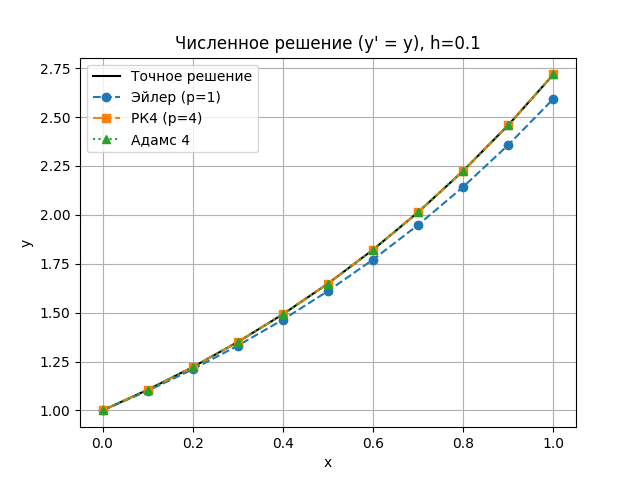 Численное решение (y' = y), h=0.1
Точное решение
Эйлер (p=1)
РК4 (p=4)
Адамс 4
2.75
2.50
2.25
2.00
1.75
1.50
1.25
1.00
y
0.0 0.2 0.4 0.6 0.8 1.0
x